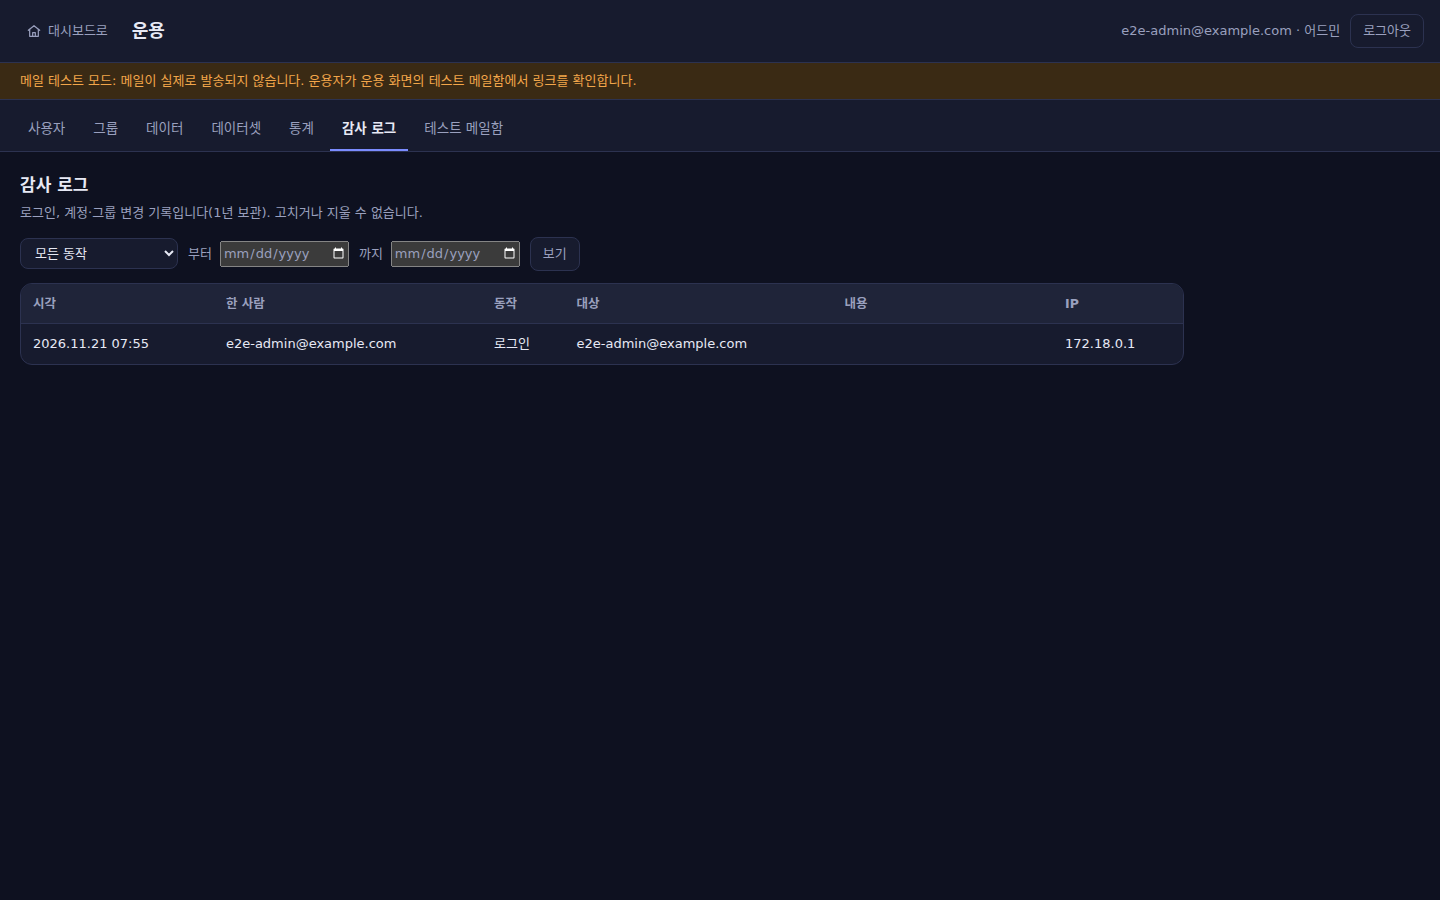 대시보드로 운용 e2e-admin@example.com · 어드민 로그아웃
메일 테스트 모드: 메일이 실제로 발송되지 않습니다. 운용자가 운용 화면의 테스트 메일함에서 링크를 확인합니다.
사용자 그룹 데이터 데이터셋 통계 감사 로그 테스트 메일함
감사 로그
로그인, 계정·그룹 변경 기록입니다(1년 보관). 고치거나 지울 수 없습니다.
모든 동작 부터 mm/dd/yyyy 까지 mm/dd/yyyy 보기
시각 한 사람 동작 대상 내용 IP
2026.11.21 07:55 e2e-admin@example.com 로그인 e2e-admin@example.com 172.18.0.1